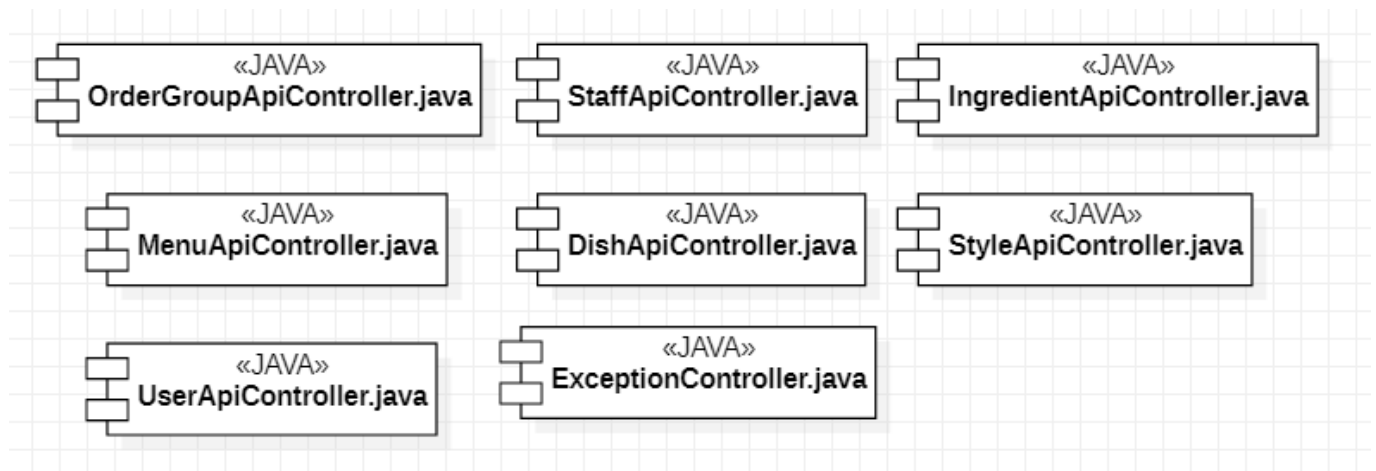 «JAVA»
OrderGroupApiController.java
«JAVA»
StaffApiController.java
«JAVA»
IngredientApiController.java
«JAVA»
MenuApiController.java
«JAVA»
DishApiController.java
«JAVA»
StyleApiController.java
«JAVA»
UserApiController.java
«JAVA»
ExceptionController.java